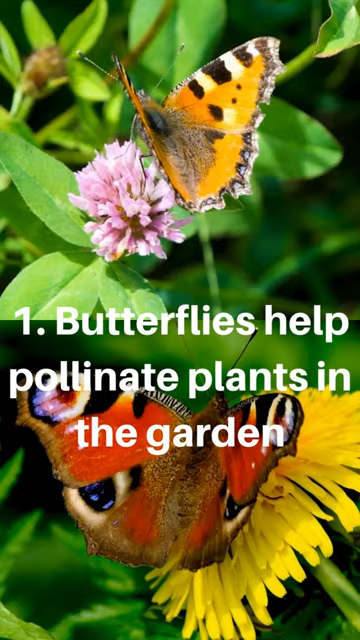 1. Butterflies help
pollinate plants in
the garden